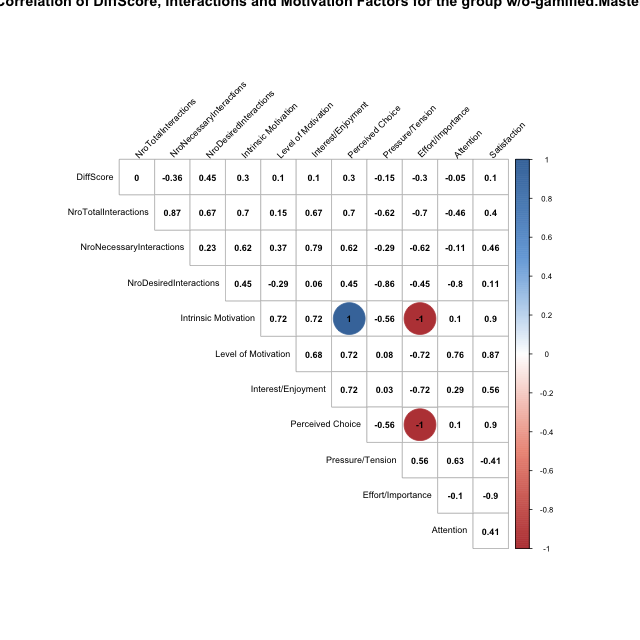 Correlation of DiffScore, Interactions and Motivation Factors for the group w/o-gamified.Maste
NroTotalInteractions
NroNecessaryInteractions
NroDesiredInteractions
Intrinsic Motivation
Level of Motivation
Interest/Enjoyment
Perceived Choice
Pressure/Tension
Effort/Importance
Attention
Satisfaction
DiffScore 0 -0.36 0.45 0.3 0.1 0.1 0.3 -0.15 -0.3 -0.05 0.1
NroTotalInteractions 0.87 0.67 0.7 0.15 0.67 0.7 -0.62 -0.7 -0.46 0.4
NroNecessaryInteractions 0.23 0.62 0.37 0.79 0.62 -0.29 -0.62 -0.11 0.46
NroDesiredInteractions 0.45 -0.29 0.06 0.45 -0.86 -0.45 -0.8 0.11
Intrinsic Motivation 0.72 0.72 1 -0.56 -1 0.1 0.9
Level of Motivation 0.68 0.72 0.08 -0.72 0.76 0.87
Interest/Enjoyment 0.72 0.03 -0.72 0.29 0.56
Perceived Choice -0.56 -1 0.1 0.9
Pressure/Tension 0.56 0.63 -0.41
Effort/Importance -0.1 -0.9
Attention 0.41
1
0.8
0.6
0.4
0.2
0
-0.2
-0.4
-0.6
-0.8
-1